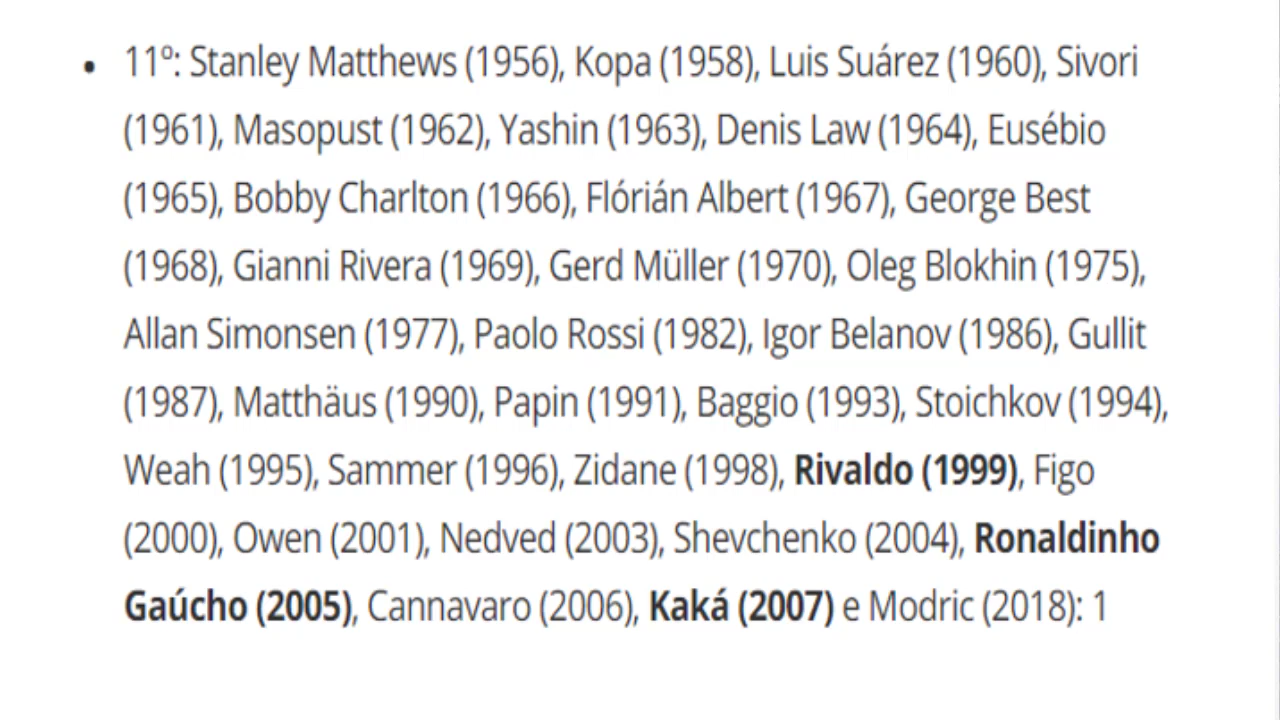 • 11º: Stanley Matthews (1956), Kopa (1958), Luis Suárez (1960), Sivori
(1961), Masopust (1962), Yashin (1963), Denis Law (1964), Eusébio
(1965), Bobby Charlton (1966), Flórián Albert (1967), George Best
(1968), Gianni Rivera (1969), Gerd Müller (1970), Oleg Blokhin (1975),
Allan Simonsen (1977), Paolo Rossi (1982), Igor Belanov (1986), Gullit
(1987), Matthäus (1990), Papin (1991), Baggio (1993), Stoichkov (1994),
Weah (1995), Sammer (1996), Zidane (1998), Rivaldo (1999), Figo
(2000), Owen (2001), Nedved (2003), Shevchenko (2004), Ronaldinho
Gaúcho (2005), Cannavaro (2006), Kaká (2007) e Modric (2018): 1